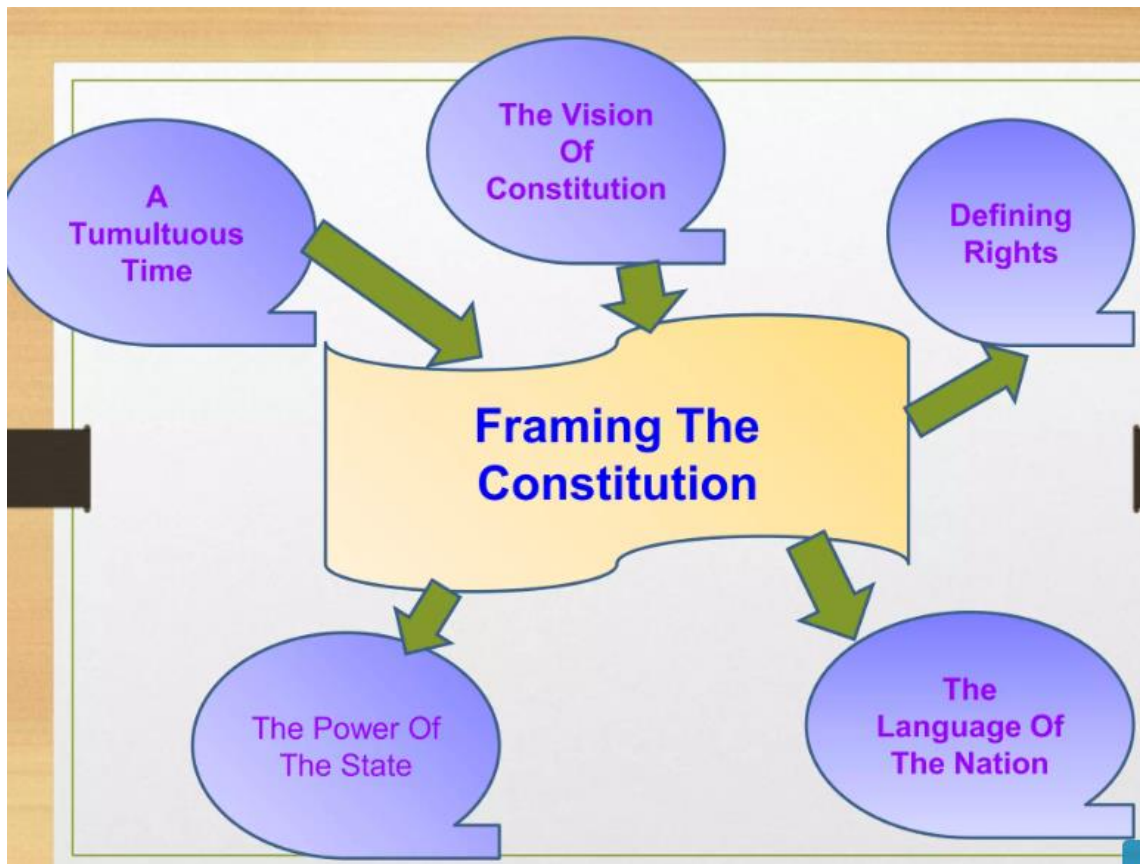 The Vision
Of
Constitution
A
Tumultuous
Time
Defining
Rights
Framing The
Constitution
The Power Of
The State
The
Language Of
The Nation